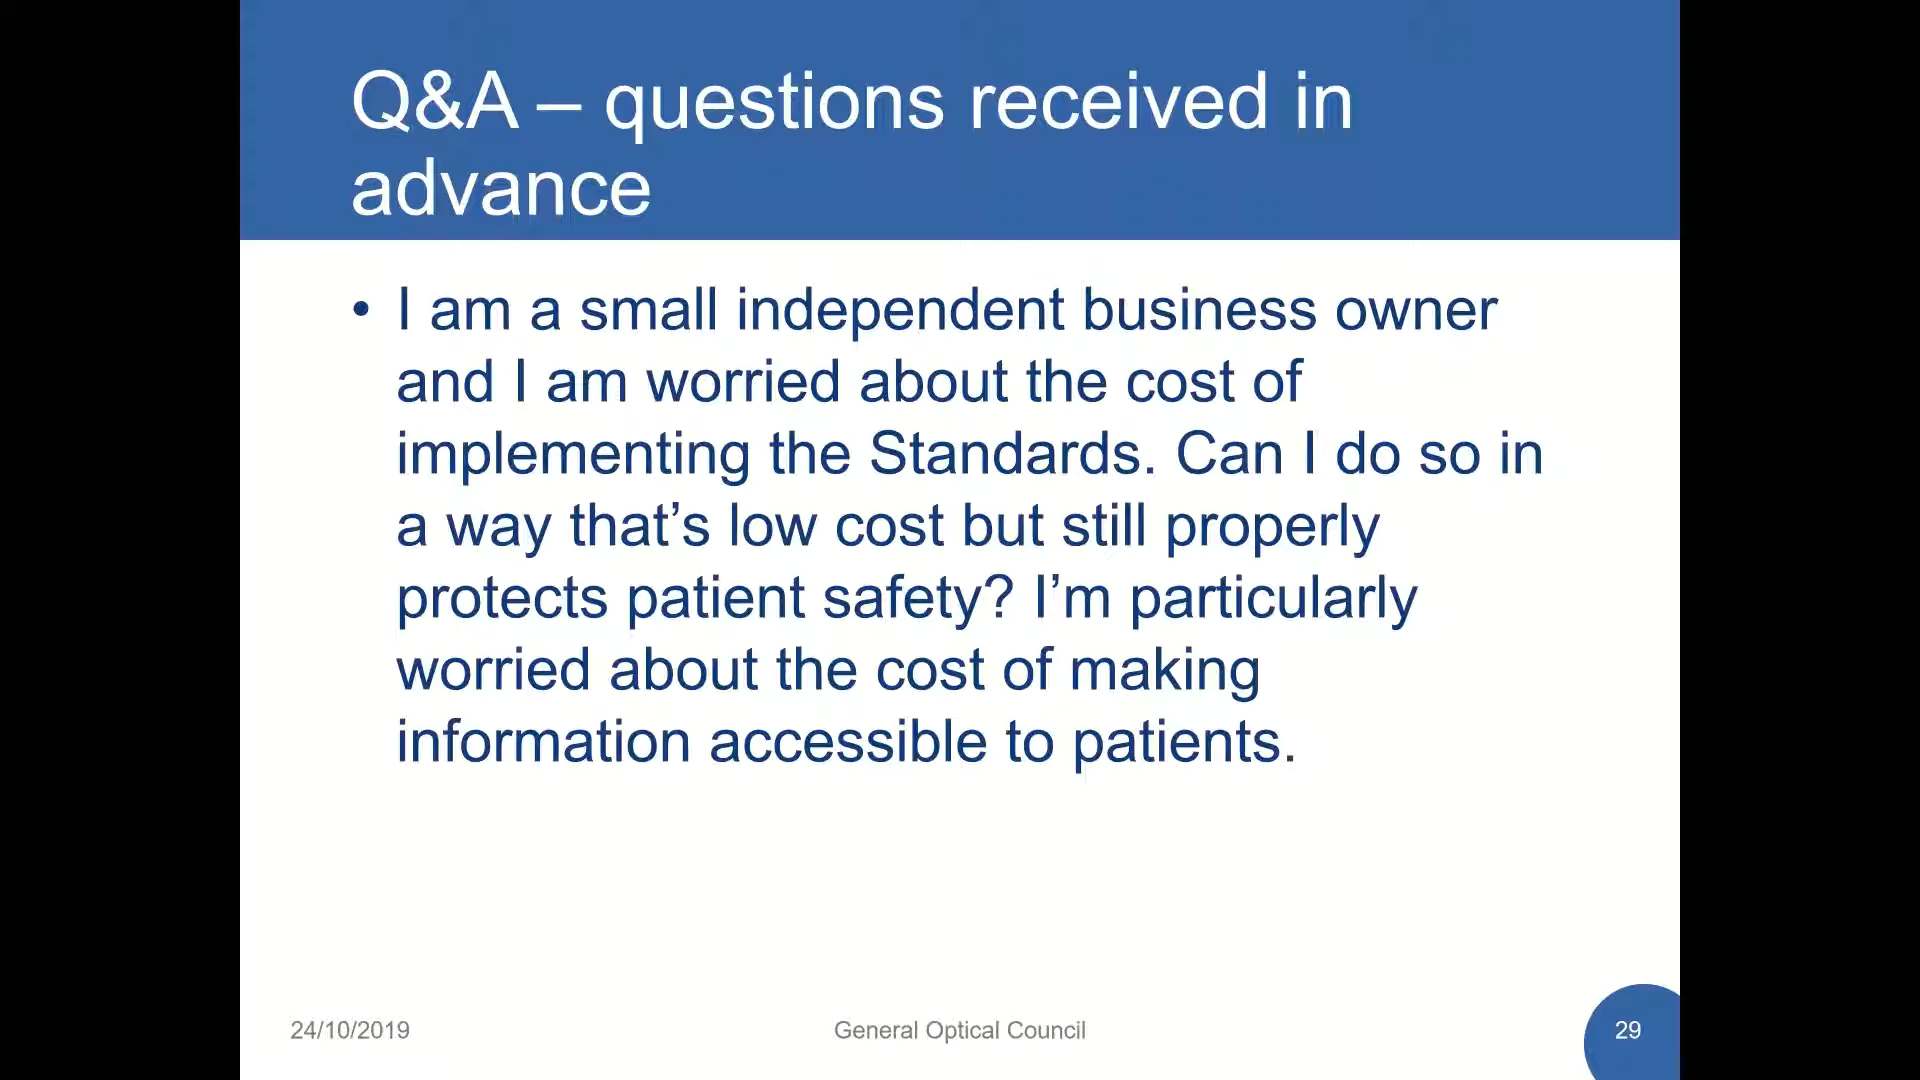 Q&A – questions received in
advance
• I am a small independent business owner
and I am worried about the cost of
implementing the Standards. Can I do so in
a way that’s low cost but still properly
protects patient safety? I’m particularly
worried about the cost of making
information accessible to patients.
24/10/2019
General Optical Council
29